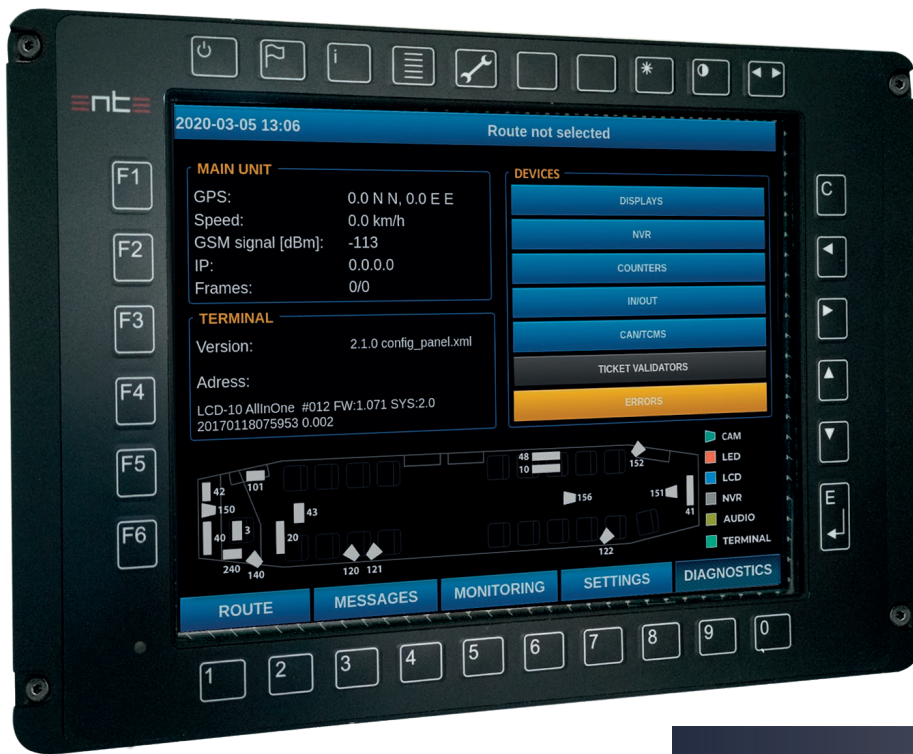 i
ente
2020-03-05 13:06 Route not selected
F1
F2
F3
F4
F5
F6
MAIN UNIT
GPS: 0.0 N N, 0.0 E E
Speed: 0.0 km/h
GSM signal [dBm]: -113
IP: 0.0.0.0
Frames: 0/0
TERMINAL
Version: 2.1.0 config_panel.xml
Adress:
LCD-10 AllInOne #012 FW:1.071 SYS:2.0
20170118075953 0.002
DEVICES
DISPLAYS
NVR
COUNTERS
IN/OUT
CAN/TCMS
TICKET VALIDATORS
ERRORS
C
E
42 101 48 152
10
150 43 156 151
40 3 20 41
240 140 120 121 122
CAM
LED
LCD
NVR
AUDIO
TERMINAL
ROUTE MESSAGES MONITORING SETTINGS DIAGNOSTICS
1 2 3 4 5 6 7 8 9 0